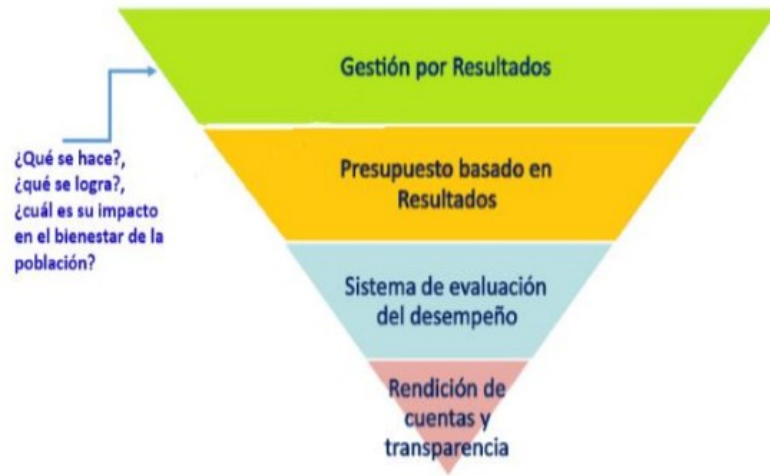 Gestión por Resultados
¿Qué se hace?,
¿qué se logra?,
¿cuál es su impacto
en el bienestar de la
población?
Presupuesto basado en
Resultados
Sistema de evaluación
del desempeño
Rendición de
cuentas y
transparencia